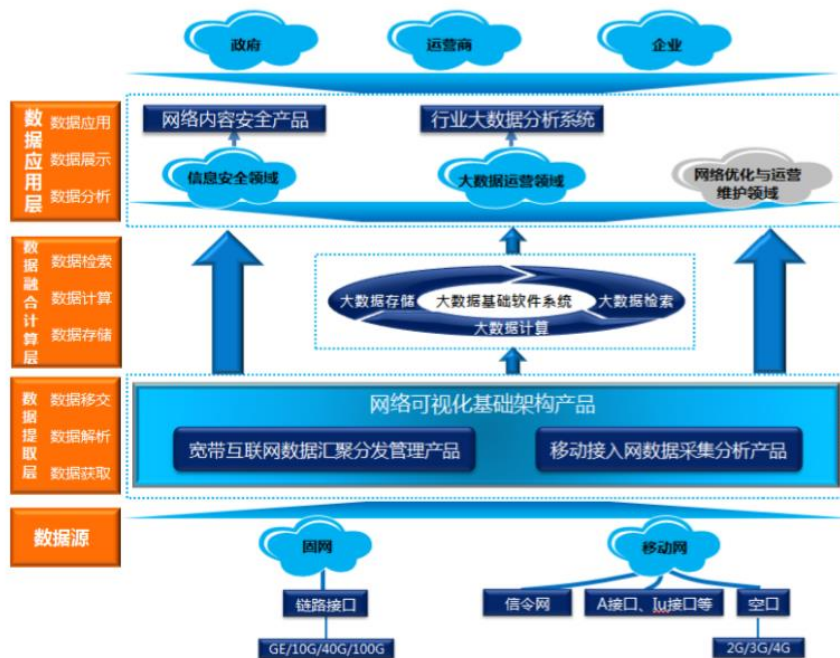 政府
运营商
企业
数据应用层
数据应用
数据展示
数据分析
网络内容安全产品
行业大数据分析系统
信息安全领域
大数据运营领域
网络优化与运营
维护领域
数据融合计算层
数据检索
数据计算
数据存储
大数据存储
大数据基础软件系统
大数据检索
大数据计算
数据提取层
数据移交
数据解析
数据获取
网络可视化基础架构产品
宽带互联网数据汇聚分发管理产品
移动接入网数据采集分析产品
数据源
固网
移动网
链路接口
信令网
A接口、Iu接口等
空口
GE/10G/40G/100G
2G/3G/4G